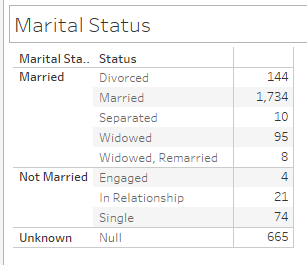 Marital Status
Marital Sta.. Status
Married Divorced 144
Married 1,734
Separated 10
Widowed 95
Widowed, Remarried 8
Not Married Engaged 4
In Relationship 21
Single 74
Unknown Null 665